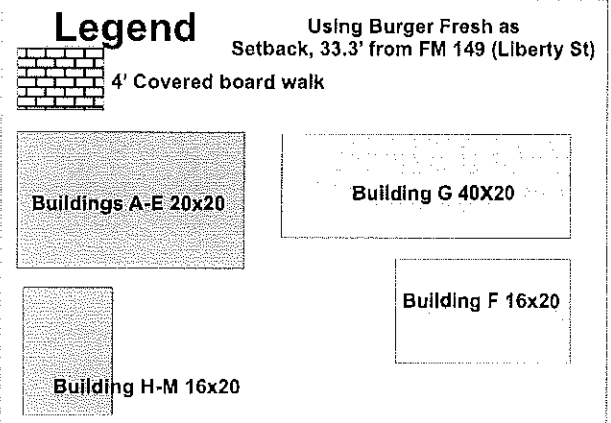 Legend
Using Burger Fresh as
Setback, 33.3' from FM 149 (Liberty St)
4' Covered board walk
Buildings A-E 20x20
Building G 40X20
Building F 16x20
Building H-M 16x20